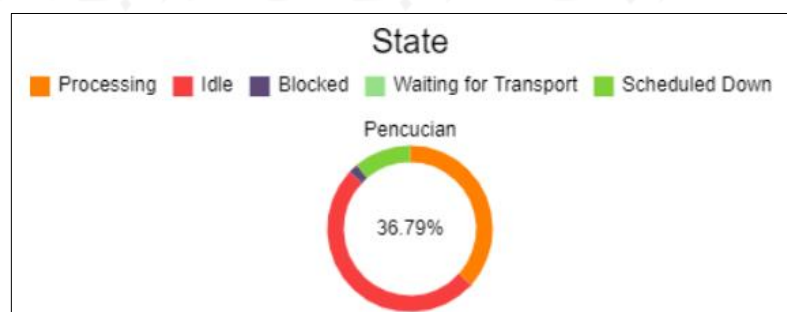 State
Processing Idle Blocked Waiting for Transport Scheduled Down
Pencucian
36.79%